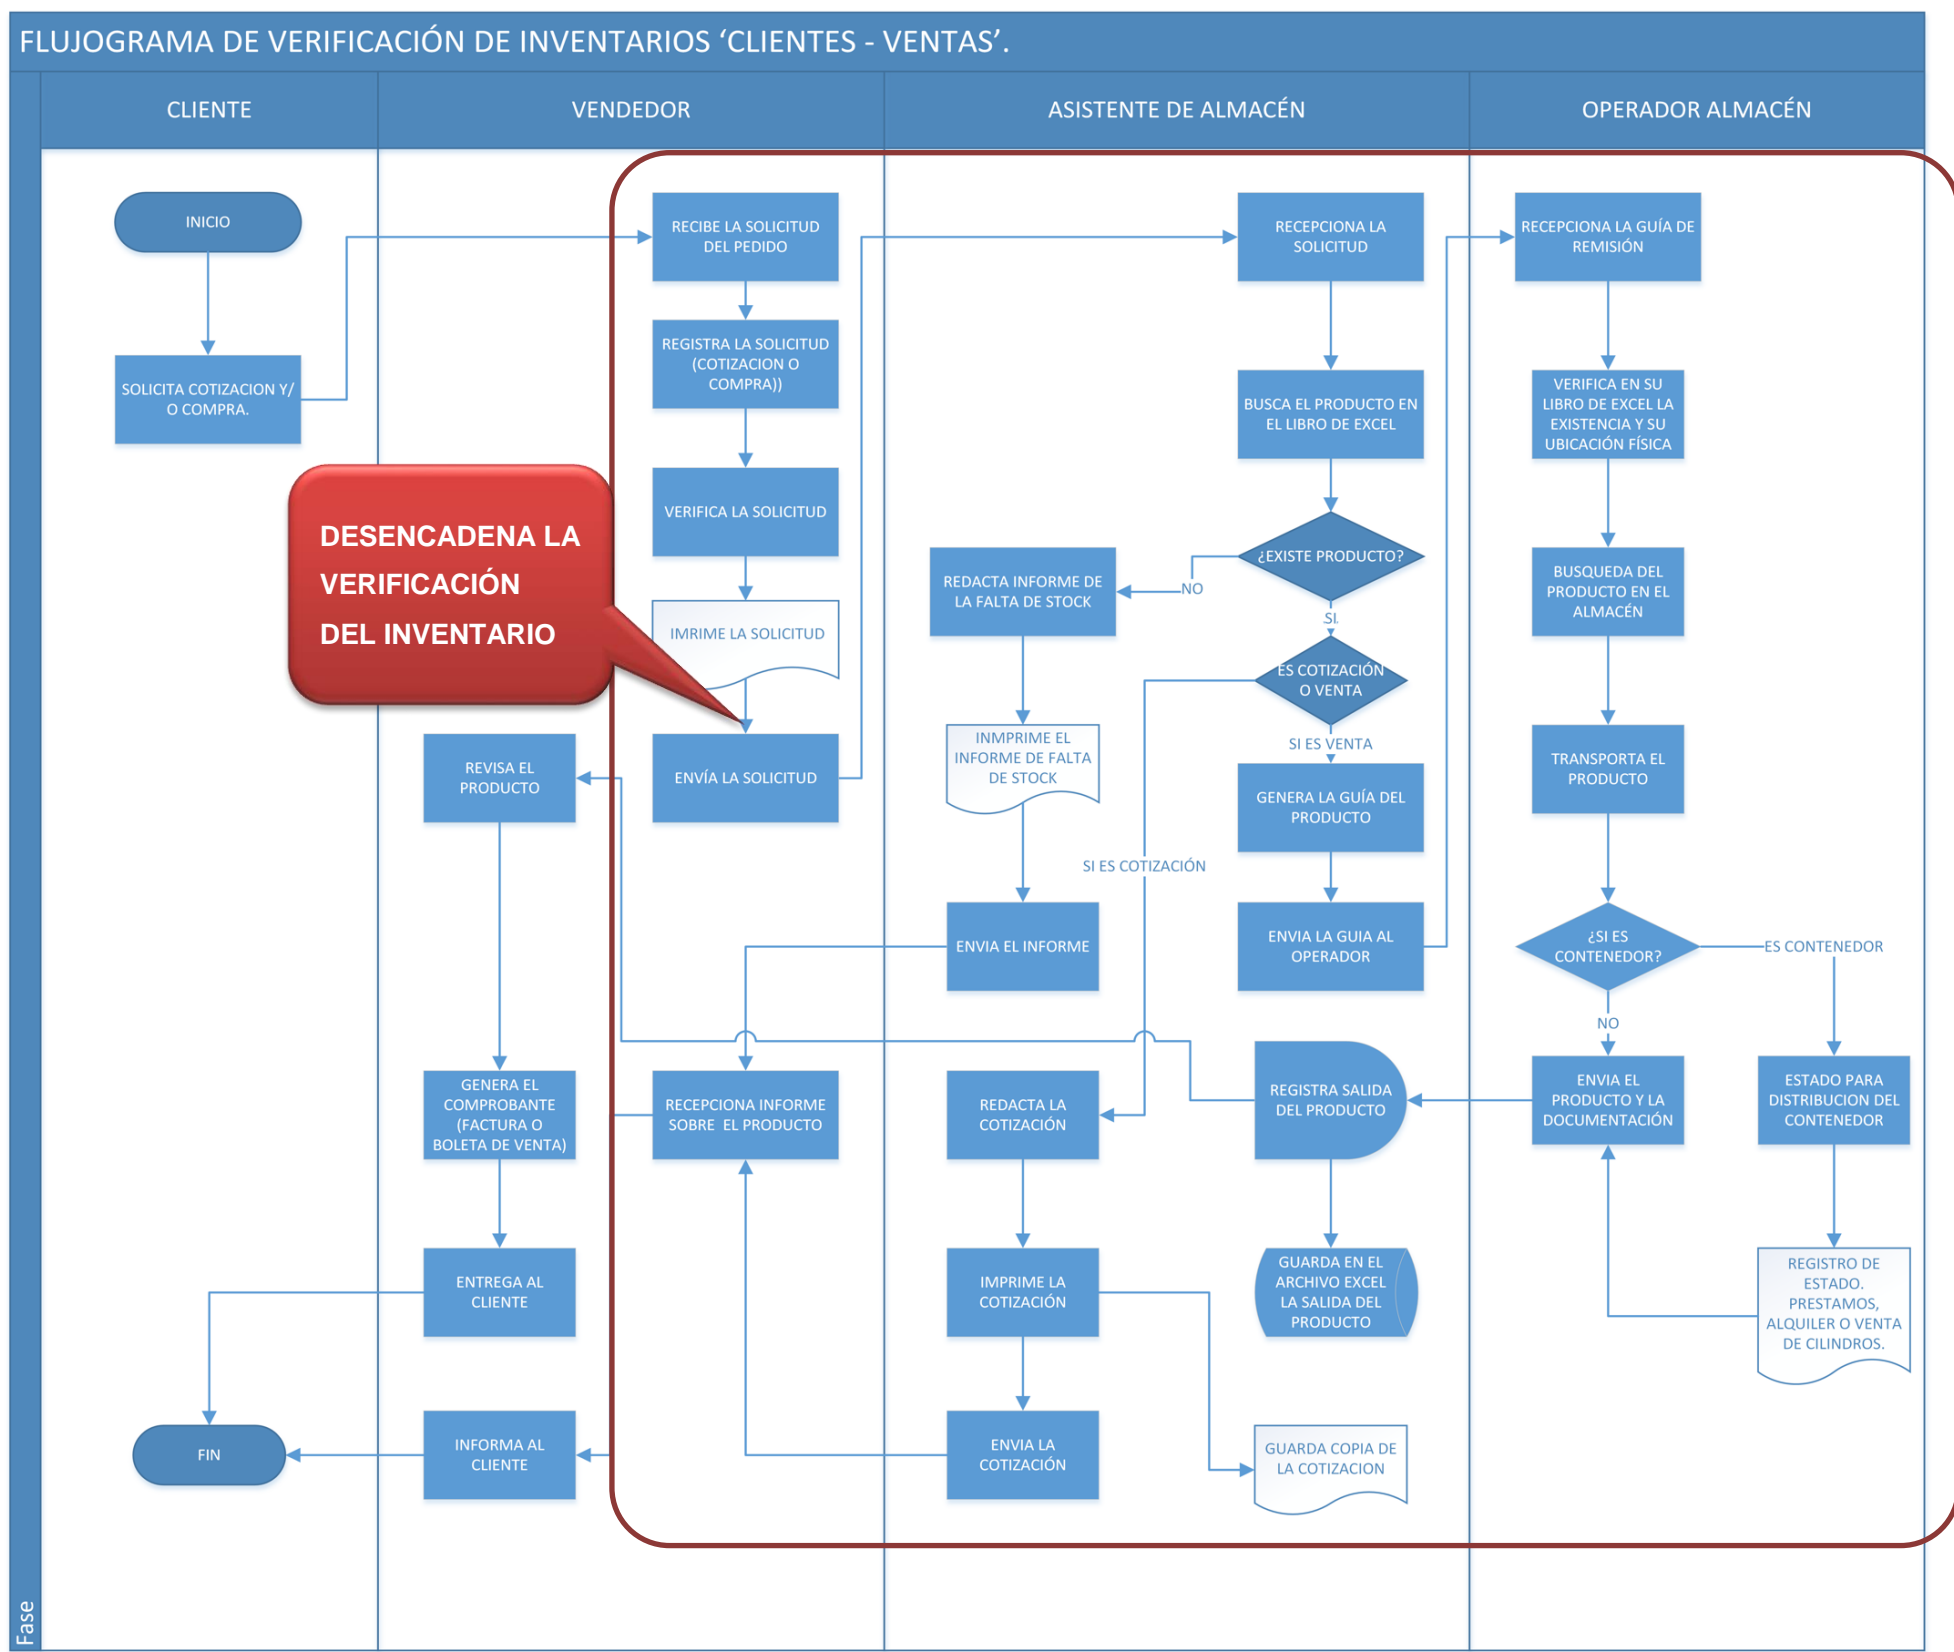 FLUJOGRAMA DE VERIFICACIÓN DE INVENTARIOS ‘CLIENTES - VENTAS’.
CLIENTE
VENDEDOR
ASISTENTE DE ALMACÉN
OPERADOR ALMACÉN
Fase
INICIO
SOLICITA COTIZACION Y/
O COMPRA.
FIN
RECIBE LA SOLICITUD
DEL PEDIDO
REGISTRA LA SOLICITUD
(COTIZACION O
COMPRA))
VERIFICA LA SOLICITUD
IMRIME LA SOLICITUD
DESENCADENA LA
VERIFICACIÓN
DEL INVENTARIO
ENVÍA LA SOLICITUD
REVISA EL
PRODUCTO
GENERA EL
COMPROBANTE
(FACTURA O
BOLETA DE VENTA)
RECEPCIONA INFORME
SOBRE EL PRODUCTO
ENTREGA AL
CLIENTE
INFORMA AL
CLIENTE
RECEPCIONA LA
SOLICITUD
BUSCA EL PRODUCTO EN
EL LIBRO DE EXCEL
¿EXISTE PRODUCTO?
NO
SI.
REDACTA INFORME DE
LA FALTA DE STOCK
ES COTIZACIÓN
O VENTA
INMPRIME EL
INFORME DE FALTA
DE STOCK
SI ES VENTA
GENERA LA GUÍA DEL
PRODUCTO
SI ES COTIZACIÓN
ENVIA EL INFORME
ENVIA LA GUIA AL
OPERADOR
REDACTA LA
COTIZACIÓN
REGISTRA SALIDA
DEL PRODUCTO
IMPRIME LA
COTIZACIÓN
GUARDA EN EL
ARCHIVO EXCEL
LA SALIDA DEL
PRODUCTO
ENVIA LA
COTIZACIÓN
GUARDA COPIA DE
LA COTIZACION
RECEPCIONA LA GUÍA DE
REMISIÓN
VERIFICA EN SU
LIBRO DE EXCEL LA
EXISTENCIA Y SU
UBICACIÓN FÍSICA
BUSQUEDA DEL
PRODUCTO EN EL
ALMACÉN
TRANSPORTA EL
PRODUCTO
¿SI ES
CONTENEDOR?
ES CONTENEDOR
NO
ENVIA EL
PRODUCTO Y LA
DOCUMENTACIÓN
ESTADO PARA
DISTRIBUCION DEL
CONTENEDOR
REGISTRO DE
ESTADO.
PRESTAMOS,
ALQUILER O VENTA
DE CILINDROS.